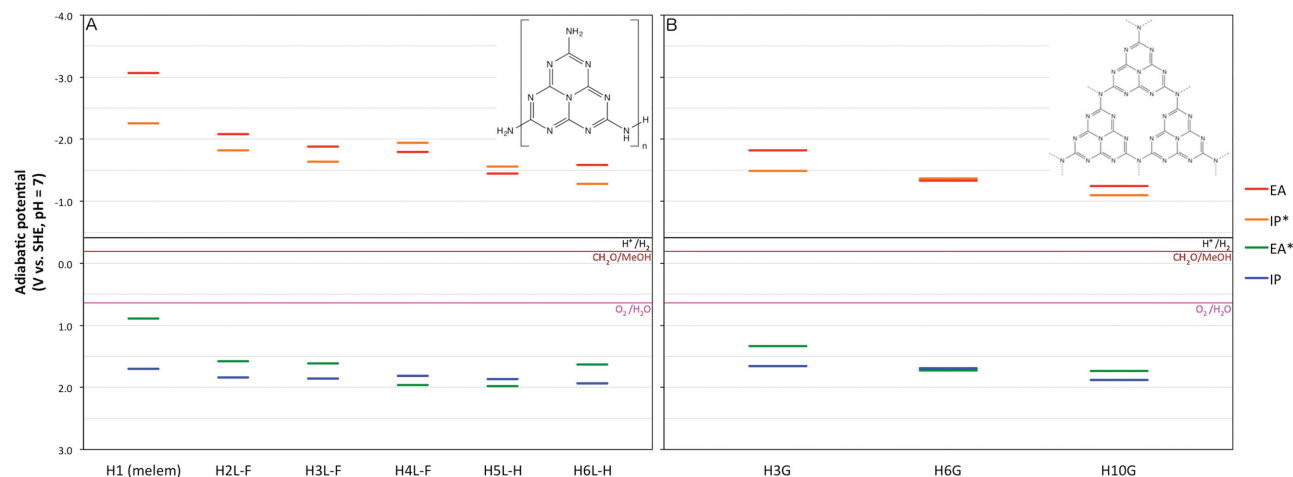 A
B
Adiabatic potential
(V vs. SHE, pH = 7)
-4.0
-3.0
-2.0
-1.0
0.0
1.0
2.0
3.0
NH₂
N N
N N N
N N N
H₂N N
H
H
n
H⁺/H₂
CH₂O/MeOH
O₂/H₂O
H⁺/H₂
CH₂O/MeOH
O₂/H₂O
EA
IP*
EA*
IP
H1 (melem)
H2L-F
H3L-F
H4L-F
H5L-H
H6L-H
H3G
H6G
H10G